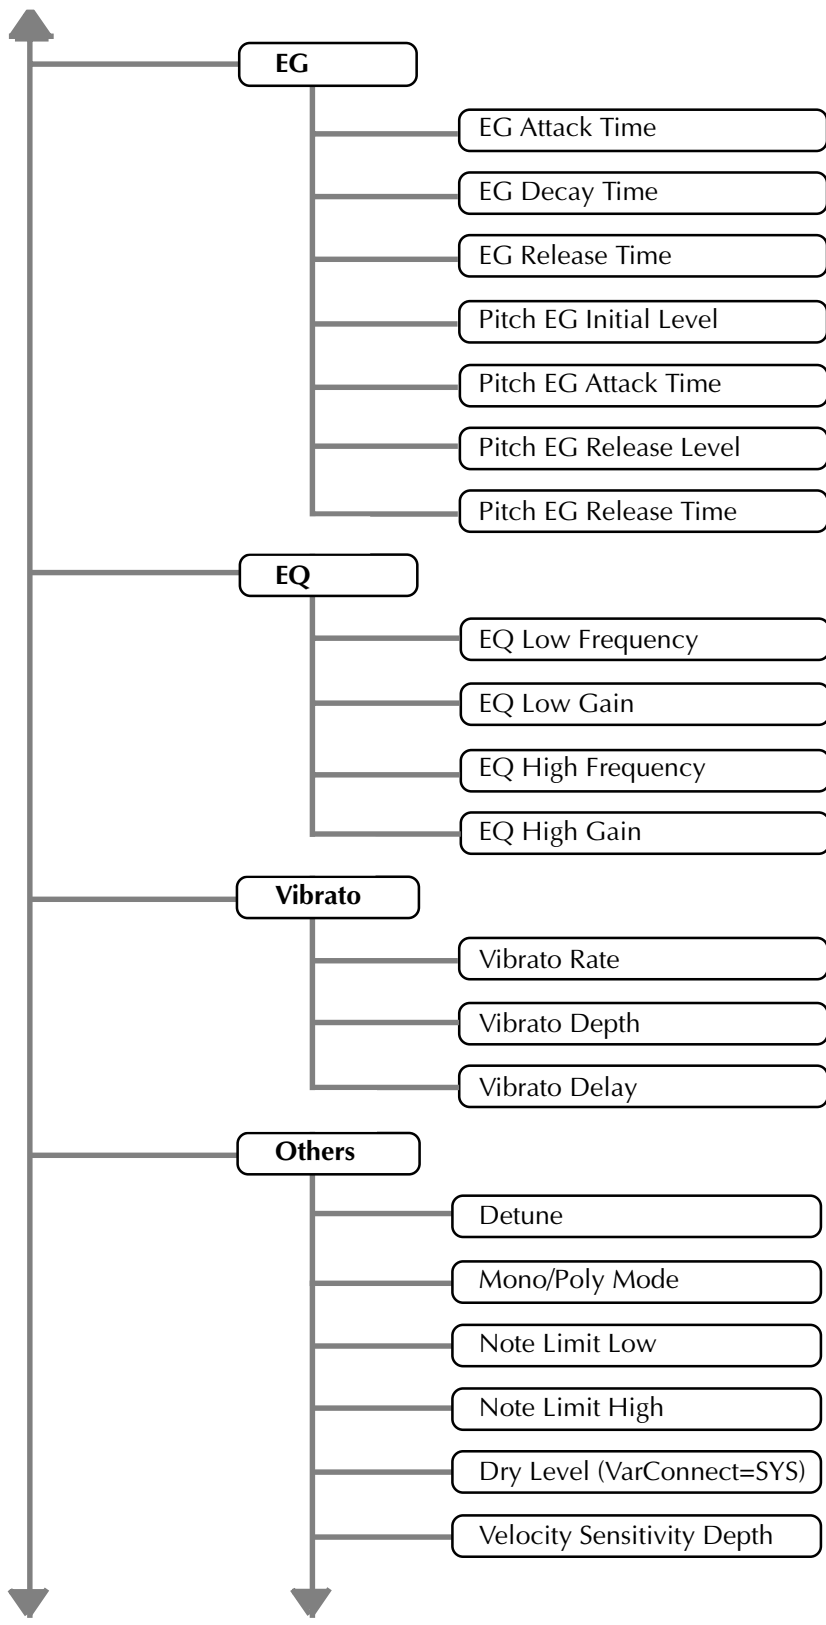 EG
EG Attack Time
EG Decay Time
EG Release Time
Pitch EG Initial Level
Pitch EG Attack Time
Pitch EG Release Level
Pitch EG Release Time
EQ
EQ Low Frequency
EQ Low Gain
EQ High Frequency
EQ High Gain
Vibrato
Vibrato Rate
Vibrato Depth
Vibrato Delay
Others
Detune
Mono/Poly Mode
Note Limit Low
Note Limit High
Dry Level (VarConnect=SYS)
Velocity Sensitivity Depth